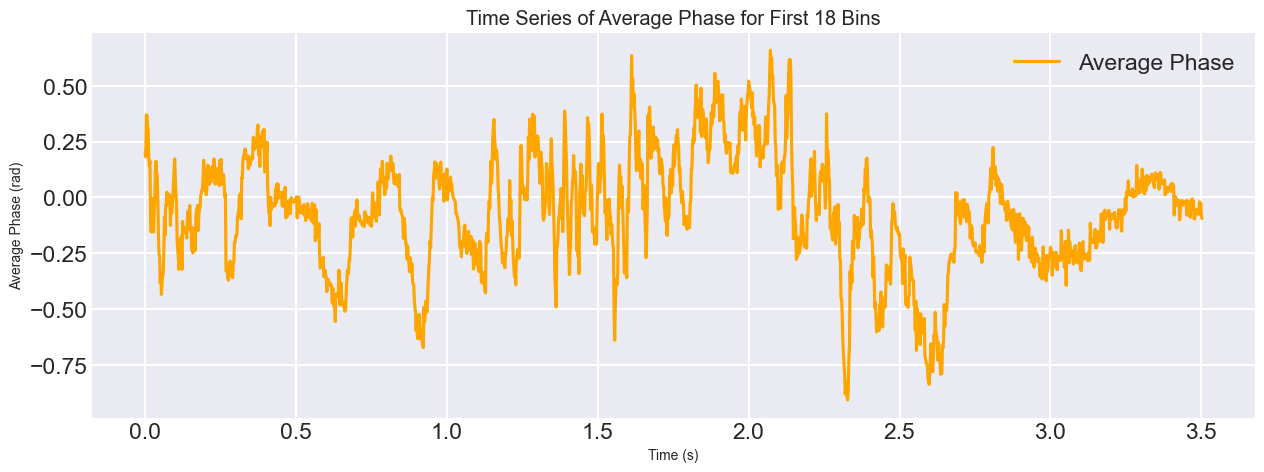 Time Series of Average Phase for First 18 Bins
Average Phase
Average Phase (rad)
0.50
0.25
0.00
−0.25
−0.50
−0.75
0.0 0.5 1.0 1.5 2.0 2.5 3.0 3.5
Time (s)